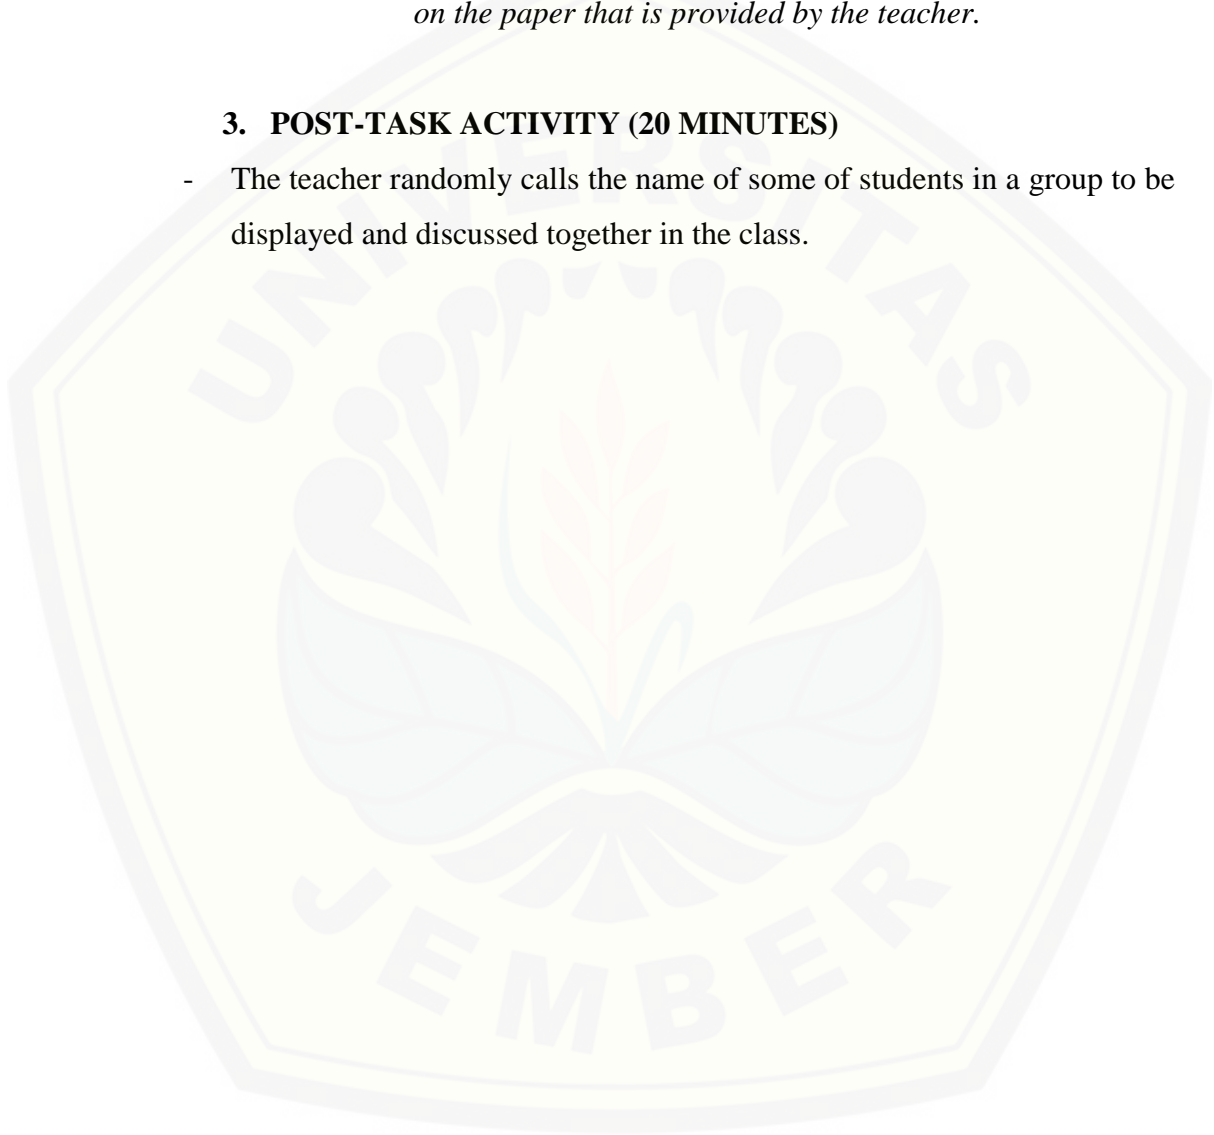 on the paper that is provided by the teacher.
3. POST-TASK ACTIVITY (20 MINUTES)
- The teacher randomly calls the name of some of students in a group to be
displayed and discussed together in the class.
UNIVERSITAS
JEMBER